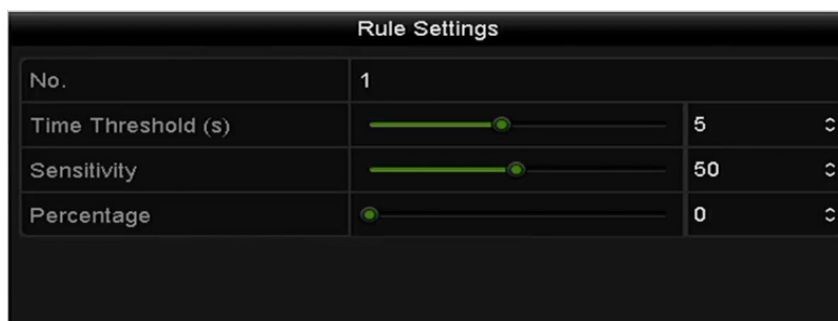 Rule Settings
No. 1
Time Threshold (s) 5
Sensitivity 50
Percentage 0